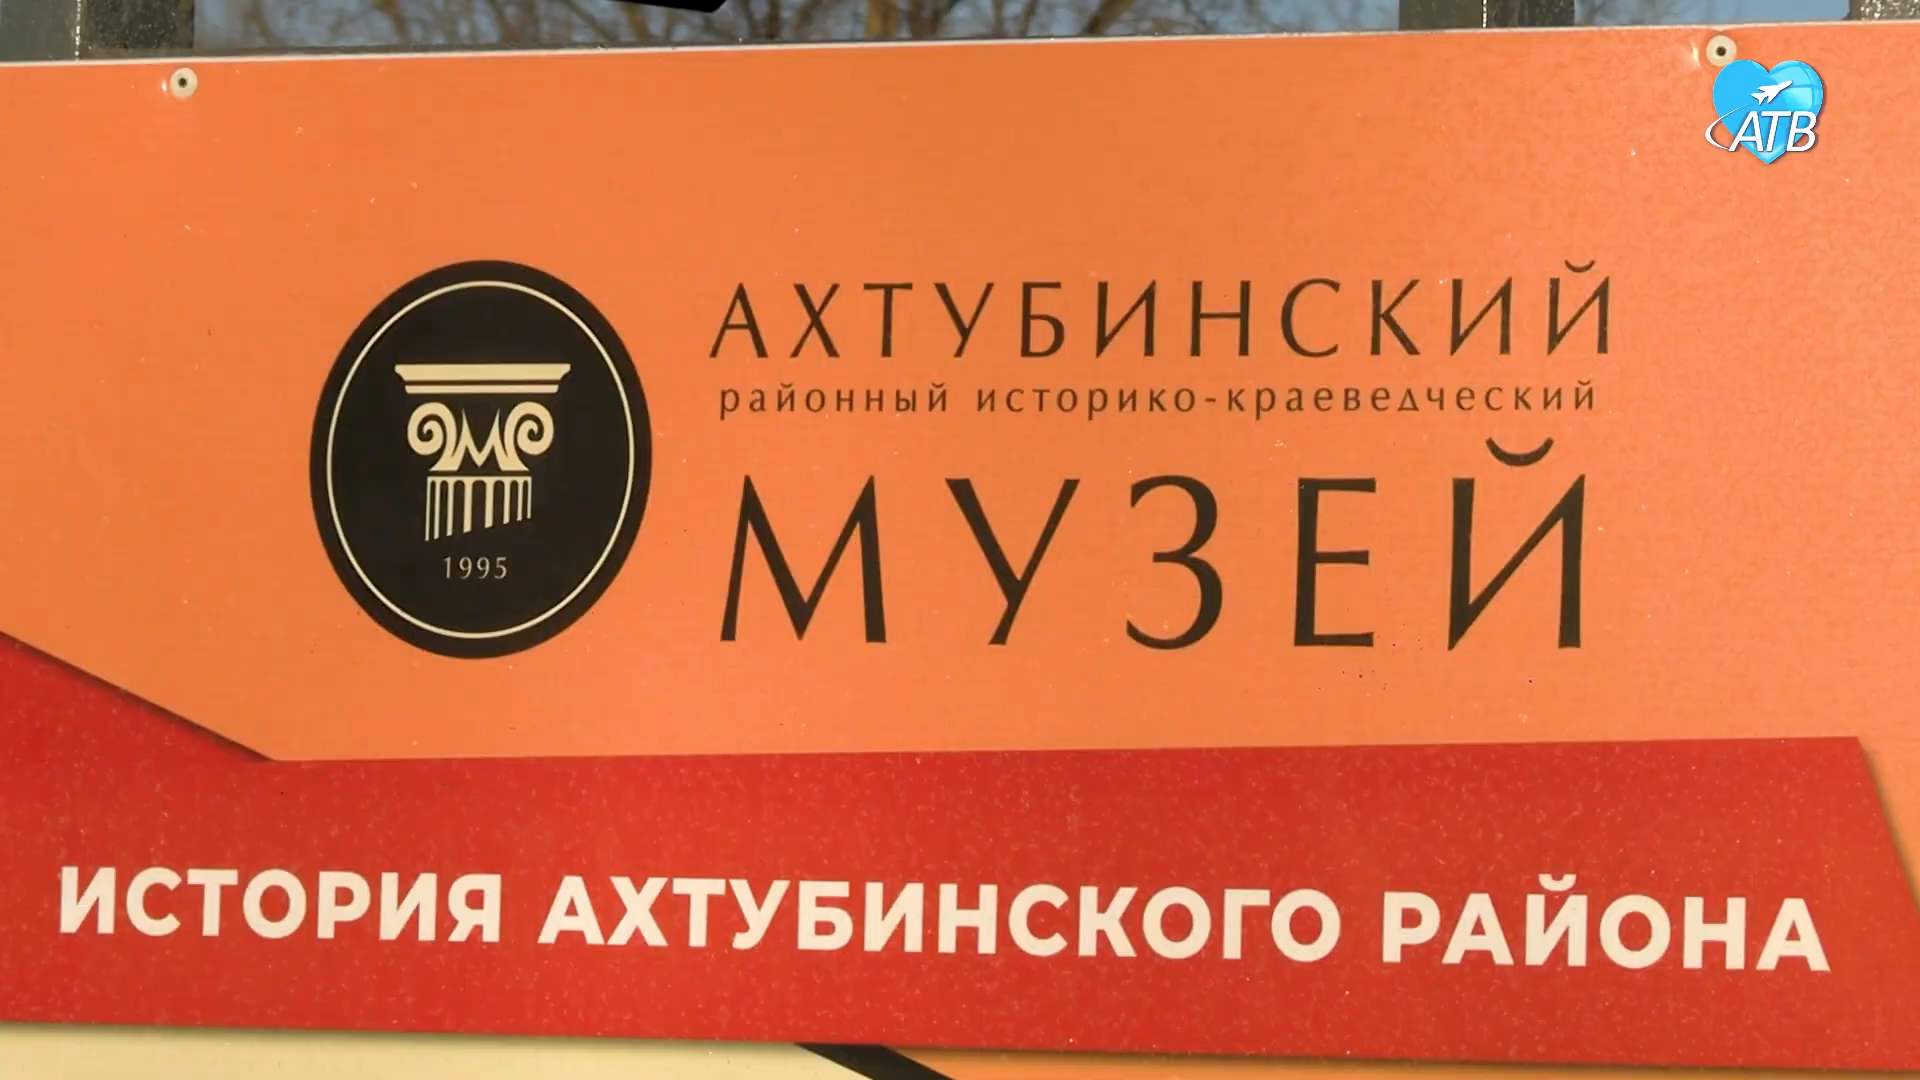 АТВ
АХТУБИНСКИЙ
районный историко-краеведческий
МУЗЕЙ
1995
ИСТОРИЯ АХТУБИНСКОГО РАЙОНА